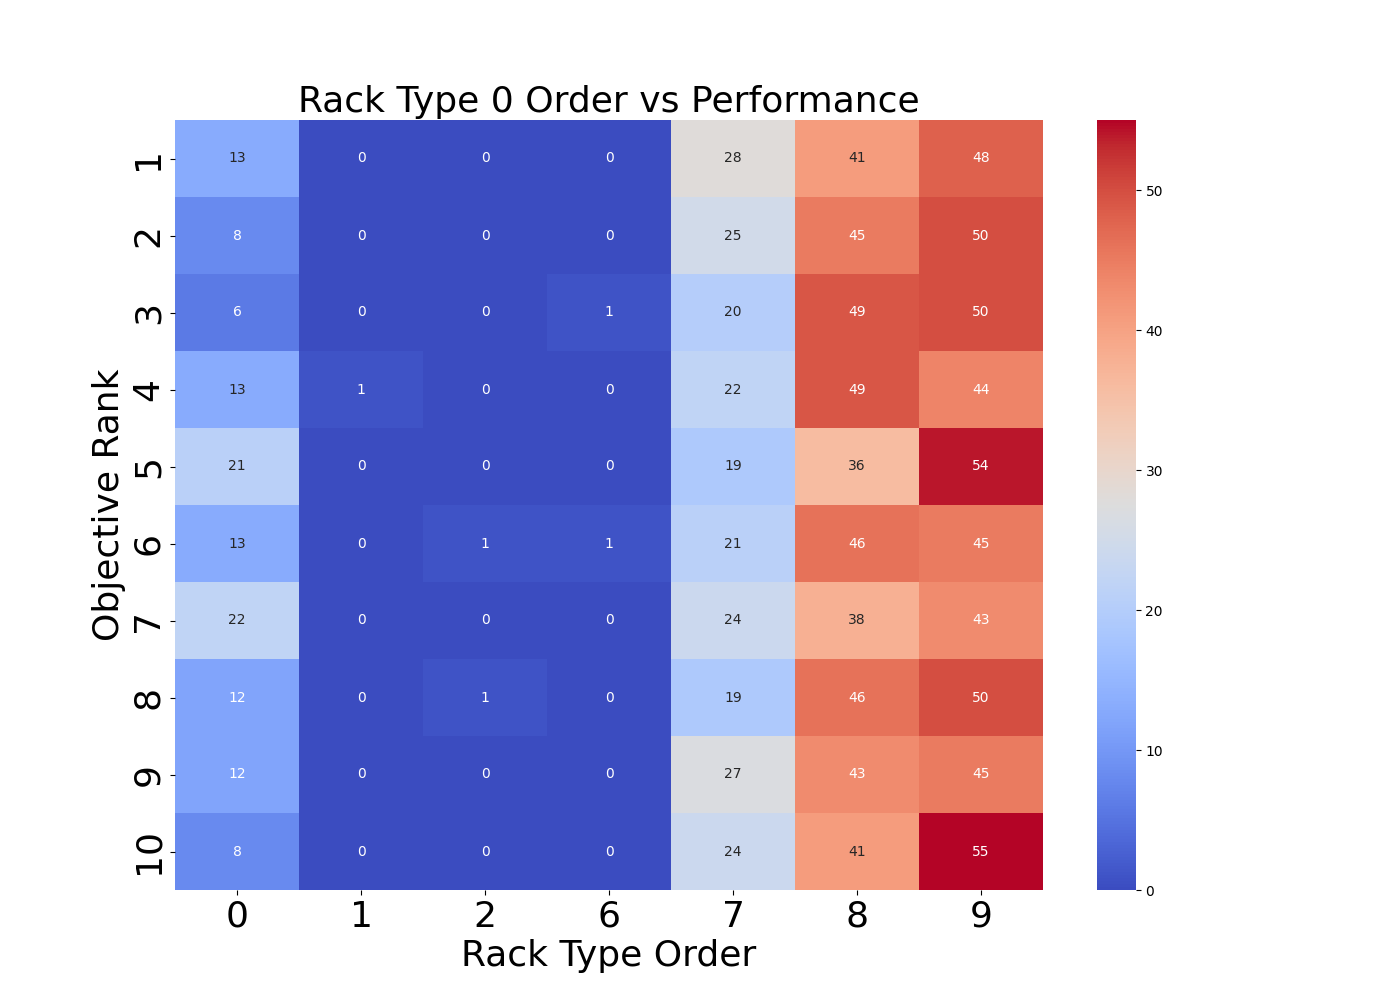 Rack Type 0 Order vs Performance
1 13 0 0 0 28 41 48
2 8 0 0 0 25 45 50
3 6 0 0 1 20 49 50
4 13 1 0 0 22 49 44
5 21 0 0 0 19 36 54
6 13 0 1 1 21 46 45
7 22 0 0 0 24 38 43
8 12 0 1 0 19 46 50
9 12 0 0 0 27 43 45
10 8 0 0 0 24 41 55
0 1 2 6 7 8 9
Rack Type Order
Objective Rank
50
40
30
20
10
0